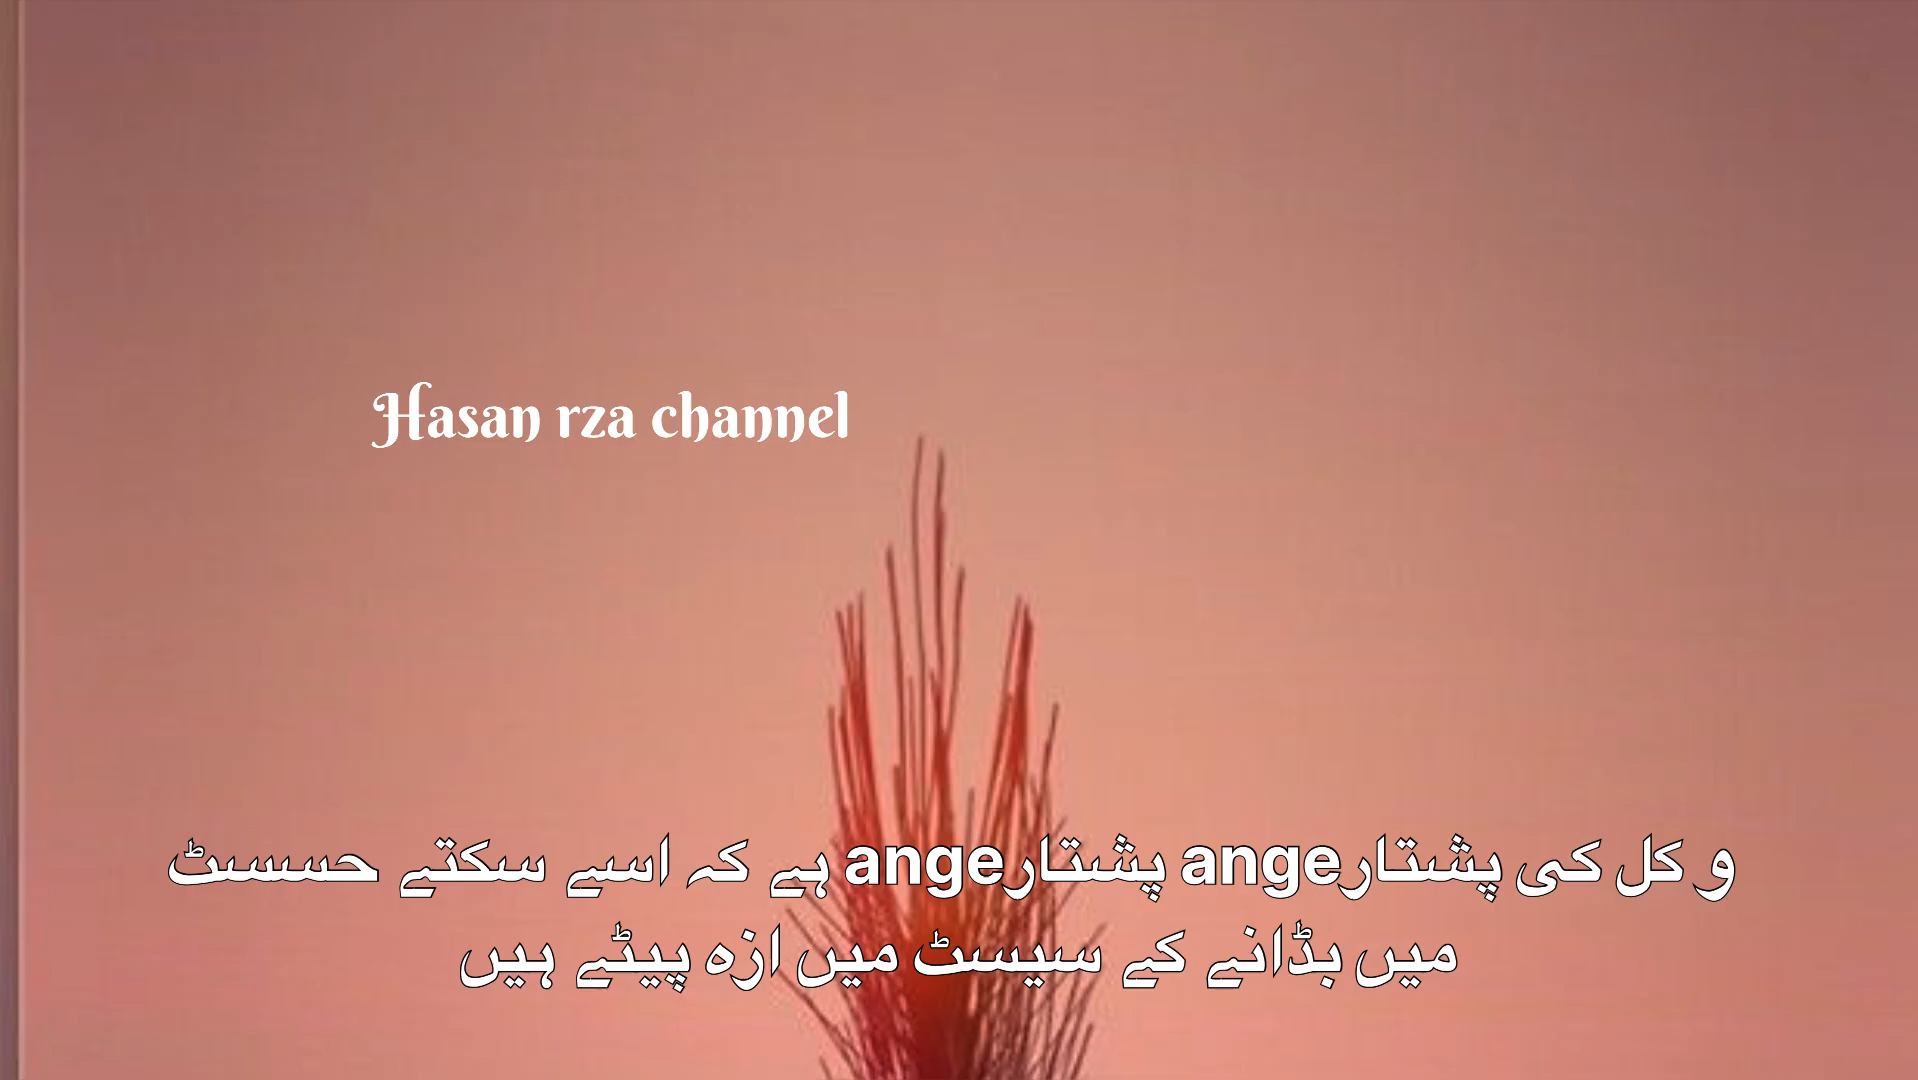 Hasan rza channel
و کل کی پشتارange پشتارange ہے کہ اسے سکتے حسسٹ
میں بڈانے کے سیسٹ میں ازہ پیٹے ہیں